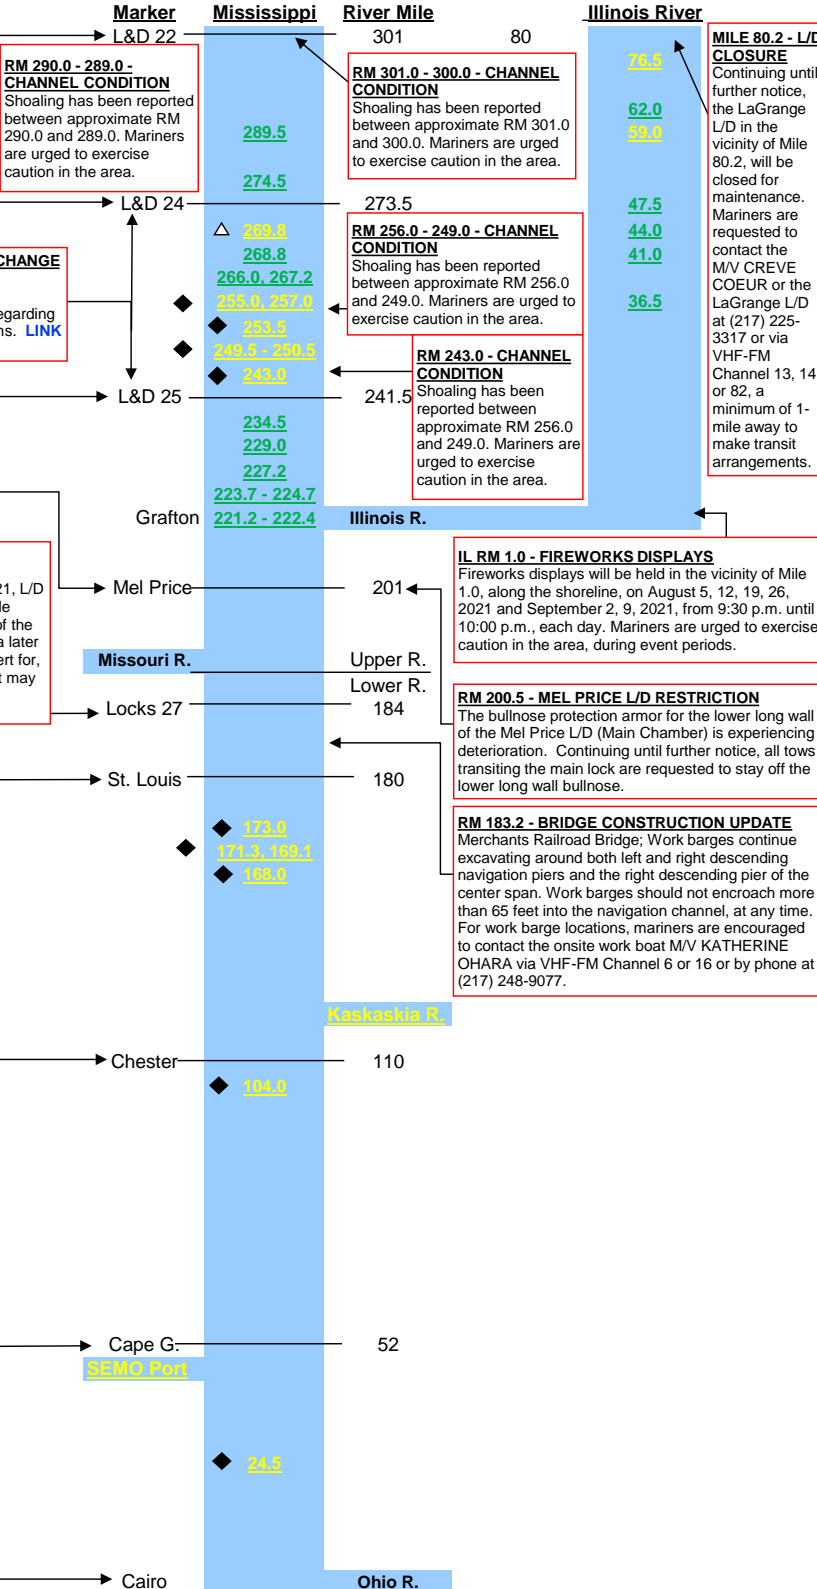 Marker Mississippi River Mile Illinois River
L&D 22 301 80
RM 290.0 - 289.0 -
CHANNEL CONDITION
Shoaling has been reported
between approximate RM
290.0 and 289.0. Mariners
are urged to exercise
caution in the area.
RM 301.0 - 300.0 - CHANNEL
CONDITION
Shoaling has been reported
between approximate RM 301.0
and 300.0. Mariners are urged
to exercise caution in the area.
76.5
62.0
59.0
MILE 80.2 - L/D
CLOSURE
Continuing until
further notice,
the LaGrange
L/D in the
vicinity of Mile
80.2, will be
closed for
maintenance.
Mariners are
requested to
contact the
M/V CREVE
COEUR or the
LaGrange L/D
at (217) 225-
3317 or via
VHF-FM
Channel 13, 14
or 82, a
minimum of 1-
mile away to
make transit
arrangements.
289.5
274.5
L&D 24 273.5
47.5
44.0
41.0
36.5
269.8
268.8
266.0, 267.2
255.0, 257.0
253.5
249.5 - 250.5
243.0
RM 256.0 - 249.0 - CHANNEL
CONDITION
Shoaling has been reported
between approximate RM 256.0
and 249.0. Mariners are urged to
exercise caution in the area.
CHANGE
egarding
ns. LINK
RM 243.0 - CHANNEL
CONDITION
Shoaling has been
reported between
approximate RM 256.0
and 249.0. Mariners are
urged to exercise
caution in the area.
L&D 25 241.5
234.5
229.0
227.2
223.7 - 224.7
Grafton 221.2 - 222.4 Illinois R.
IL RM 1.0 - FIREWORKS DISPLAYS
Fireworks displays will be held in the vicinity of Mile
1.0, along the shoreline, on August 5, 12, 19, 26,
2021 and September 2, 9, 2021, from 9:30 p.m. until
10:00 p.m., each day. Mariners are urged to exercise
caution in the area, during event periods.
21, L/D
de
of the
a later
ert for,
t may
Mel Price 201
Missouri R. Upper R.
Lower R.
Locks 27 184
RM 200.5 - MEL PRICE L/D RESTRICTION
The bullnose protection armor for the lower long wall
of the Mel Price L/D (Main Chamber) is experiencing
deterioration. Continuing until further notice, all tows
transiting the main lock are requested to stay off the
lower long wall bullnose.
St. Louis 180
RM 183.2 - BRIDGE CONSTRUCTION UPDATE
Merchants Railroad Bridge; Work barges continue
excavating around both left and right descending
navigation piers and the right descending pier of the
center span. Work barges should not encroach more
than 65 feet into the navigation channel, at any time.
For work barge locations, mariners are encouraged
to contact the onsite work boat M/V KATHERINE
OHARA via VHF-FM Channel 6 or 16 or by phone at
(217) 248-9077.
173.0
171.3, 169.1
168.0
Kaskaskia R.
Chester 110
104.0
Cape G. 52
SEMO Port
24.5
Cairo Ohio R.